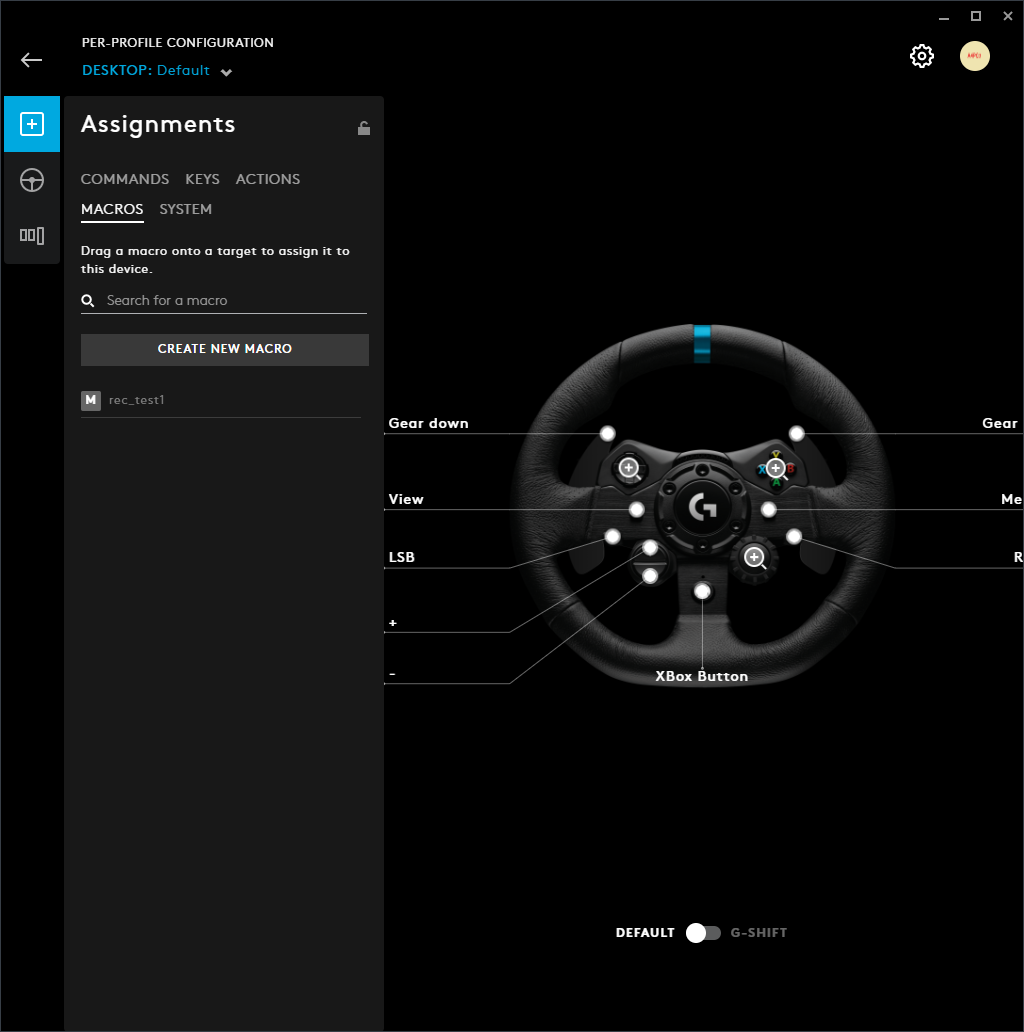 PER-PROFILE CONFIGURATION
DESKTOP: Default
Assignments
COMMANDS KEYS ACTIONS
MACROS SYSTEM
Drag a macro onto a target to assign it to
this device.
Search for a macro
CREATE NEW MACRO
M rec_test1
Gear down
Gear
View
Me
LSB
R
+
-
XBox Button
Y
X
B
A
G
DEFAULT G-SHIFT